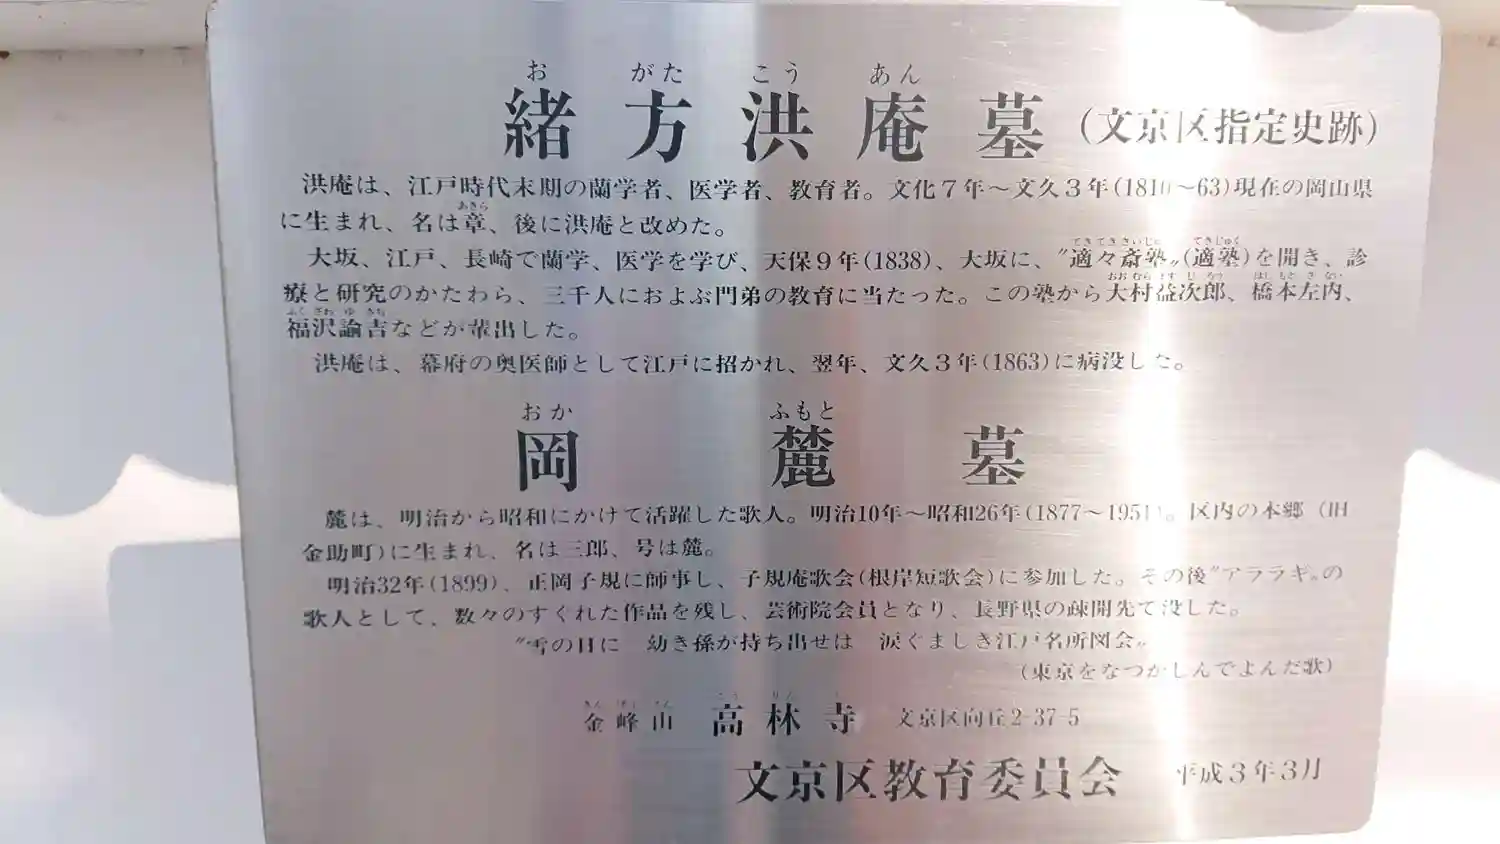 お がた こう あん
緒方洪庵墓 (文京区指定史跡)
洪庵は、江戸時代末期の蘭学者、医学者、教育者。文化7年～文久3年(1810～63)現在の岡山県
あきら
に生まれ、名は章、後に洪庵と改めた。
てきてきさいじゅく てきじゅく
大坂、江戸、長崎で蘭学、医学を学び、天保9年(1838)、大坂に、〝適々斎塾〟(適塾)を開き、診
おおむらますじろう はしもとさない
療と研究のかたわら、三千人におよぶ門弟の教育に当たった。この塾から大村益次郎、橋本左内、
ふくざわゆきち
福沢諭吉などが輩出した。
洪庵は、幕府の奥医師として江戸に招かれ、翌年、文久3年(1863)に病没した。
おか ふもと
岡麓墓
麓は、明治から昭和にかけて活躍した歌人。明治10年～昭和26年(1877～1951)。区内の本郷(旧
金助町)に生まれ、名は三郎、号は麓。
明治32年(1899)、正岡子規に師事し、子規庵歌会(根岸短歌会)に参加した。その後〝アララギ〟の
歌人として、数々のすぐれた作品を残し、芸術院会員となり、長野県の疎開先で没した。
〝雪の日に 幼き孫が持ち出せは 涙ぐましき江戸名所図会〟
(東京をなつかしんでよんだ歌)
金峰山 高林寺 文京区向丘2-37-5
文京区教育委員会 平成3年3月